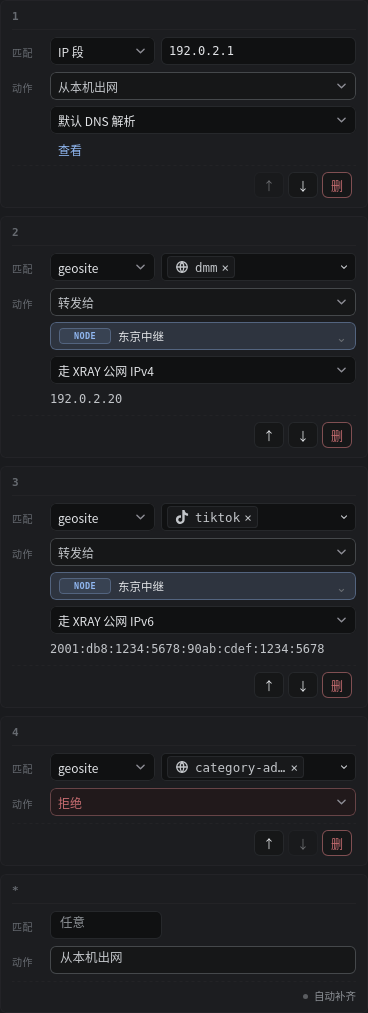 1
匹配 IP 段 192.0.2.1
动作 从本机出网
默认 DNS 解析
查看
↑ ↓ 删
2
匹配 geosite dmm ×
动作 转发给
NODE 东京中继
走 XRAY 公网 IPv4
192.0.2.20
↑ ↓ 删
3
匹配 geosite tiktok ×
动作 转发给
NODE 东京中继
走 XRAY 公网 IPv6
2001:db8:1234:5678:90ab:cdef:1234:5678
↑ ↓ 删
4
匹配 geosite category-ad… ×
动作 拒绝
↑ ↓ 删
*
匹配 任意
动作 从本机出网
自动补齐